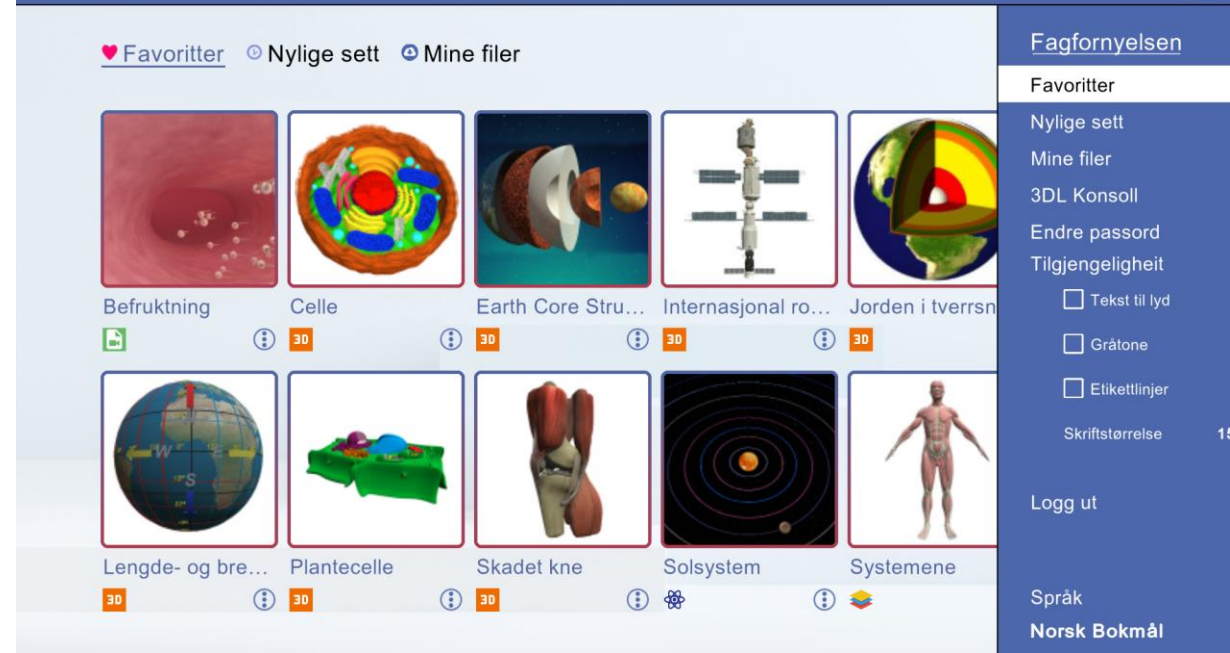 Favoritter Nylige sett Mine filer
Befruktning Celle Earth Core Stru... Internasjonal ro... Jorden i tverrsn
3D 3D 3D 3D
W E
S
Lengde- og bre... Plantecelle Skadet kne Solsystem Systemene
3D 3D 3D
Fagfornyelsen
Favoritter
Nylige sett
Mine filer
3DL Konsoll
Endre passord
Tilgjengeligheit
Tekst til lyd
Gråtone
Etikettlinjer
Skriftstørrelse 15
Logg ut
Språk
Norsk Bokmål